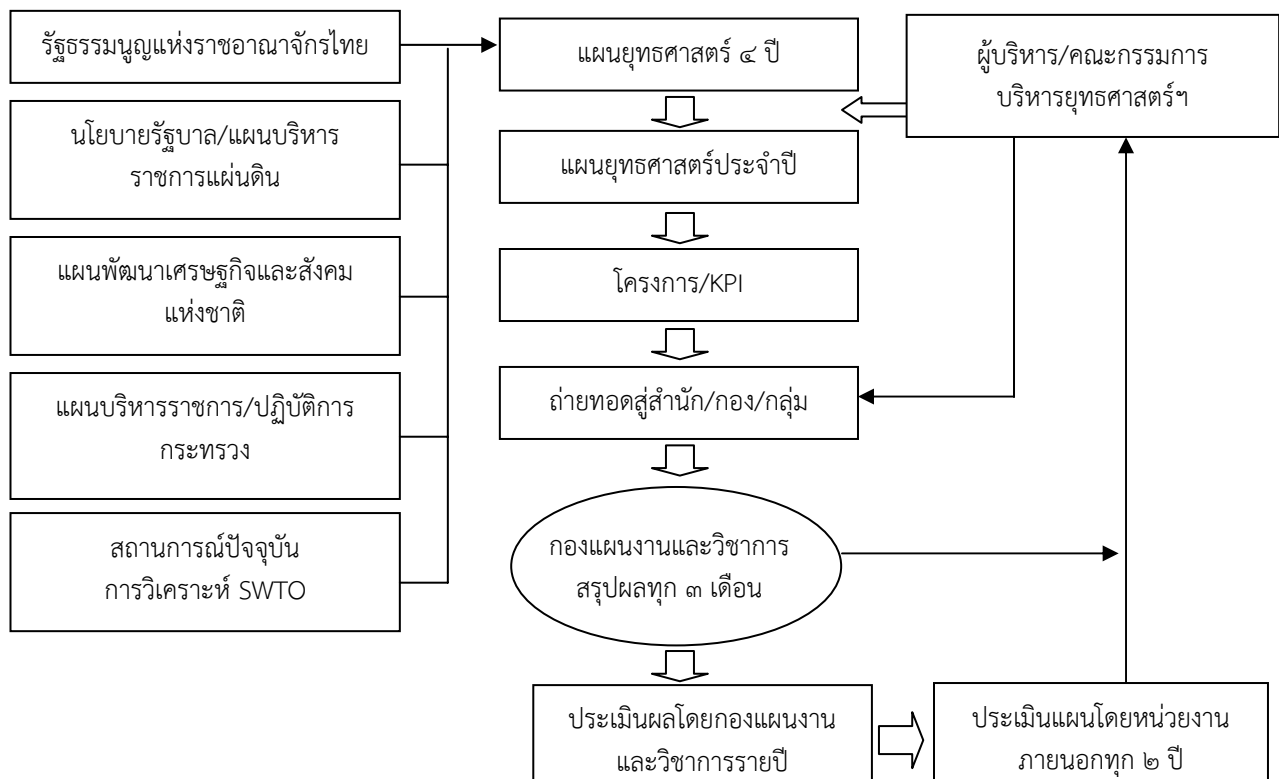 รัฐธรรมนูญแห่งราชอาณาจักรไทย
นโยบายรัฐบาล/แผนบริหาร
ราชการแผ่นดิน
แผนพัฒนาเศรษฐกิจและสังคม
แห่งชาติ
แผนบริหารราชการ/ปฏิบัติการ
กระทรวง
สถานการณ์ปัจจุบัน
การวิเคราะห์ SWTO
แผนยุทธศาสตร์ ๔ ปี
แผนยุทธศาสตร์ประจำปี
โครงการ/KPI
ถ่ายทอดสู่สำนัก/กอง/กลุ่ม
กองแผนงานและวิชาการ
สรุปผลทุก ๓ เดือน
ประเมินผลโดยกองแผนงาน
และวิชาการรายปี
ผู้บริหาร/คณะกรรมการ
บริหารยุทธศาสตร์ฯ
ประเมินแผนโดยหน่วยงาน
ภายนอกทุก ๒ ปี